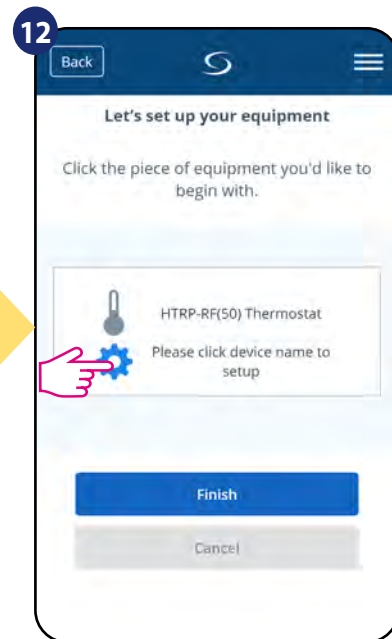 12
Back
Let's set up your equipment
Click the piece of equipment you'd like to
begin with.
HTRP-RF(50) Thermostat
Please click device name to
setup
Finish
Cancel